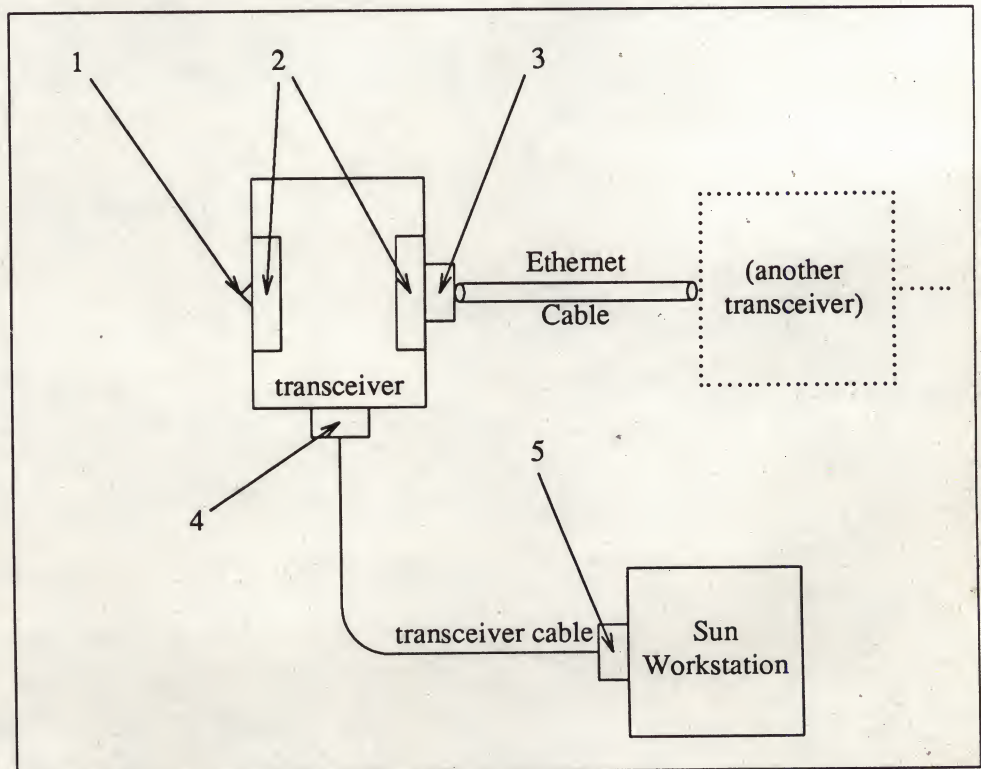 1
2
3
Ethernet
Cable
(another
transceiver)
transceiver
4
5
transceiver cable
Sun
Workstation